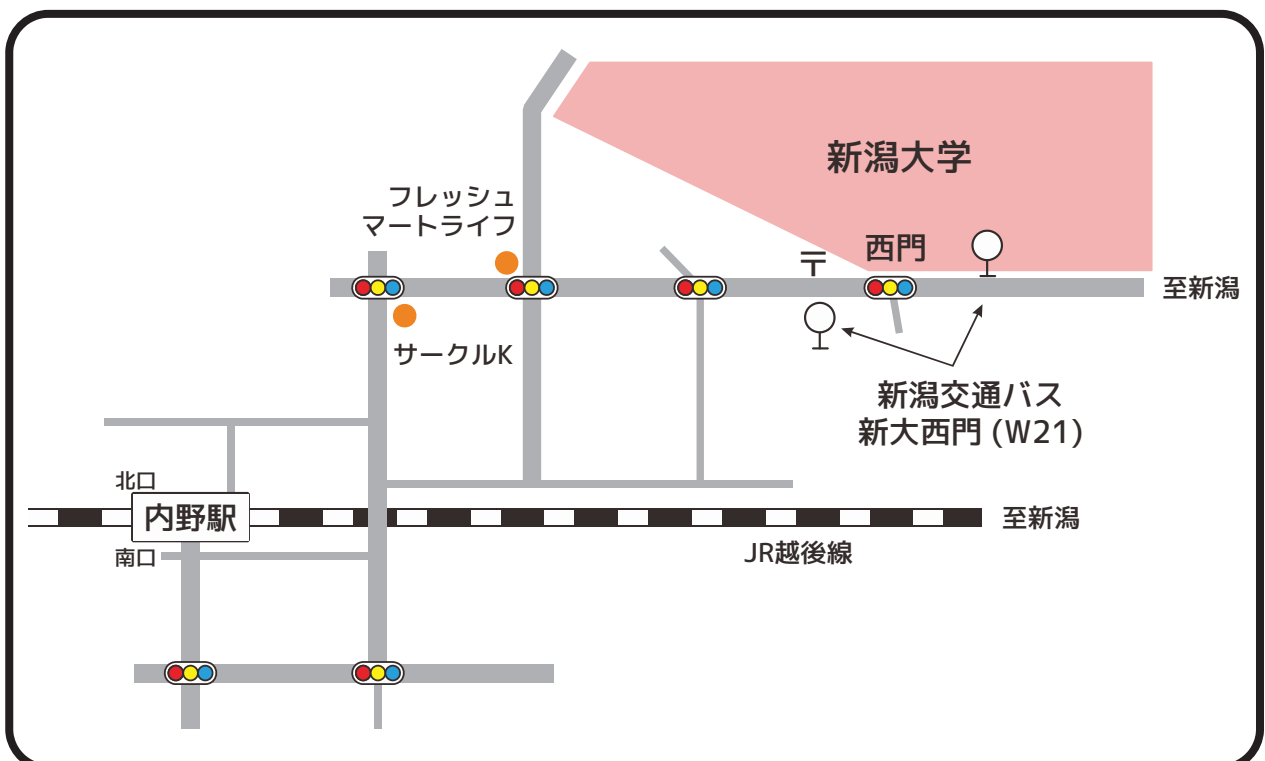 新潟大学
フレッシュ
マートライフ
〒
西門
至新潟
サークルK
新潟交通バス
新大西門 (W21)
北口
内野駅
至新潟
南口
JR越後線